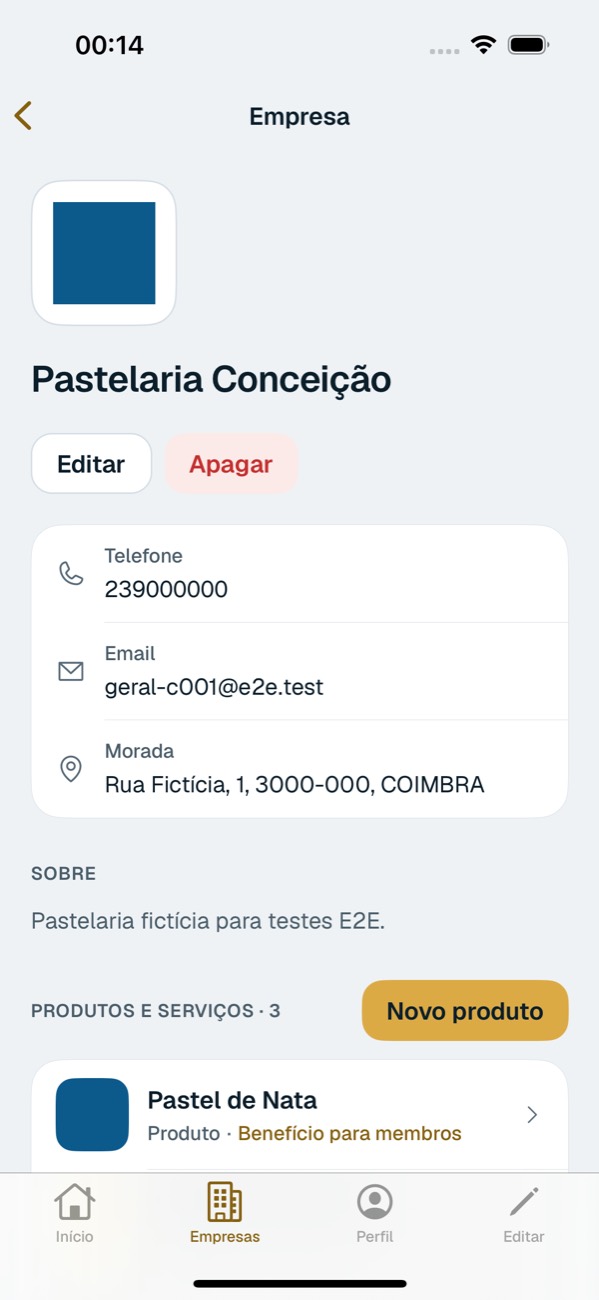 00:14
Empresa
Pastelaria Conceição
Editar
Apagar
Telefone
239000000
Email
geral-c001@e2e.test
Morada
Rua Fictícia, 1, 3000-000, COIMBRA
SOBRE
Pastelaria fictícia para testes E2E.
PRODUTOS E SERVIÇOS · 3
Novo produto
Pastel de Nata
Produto · Benefício para membros
Início
Empresas
Perfil
Editar